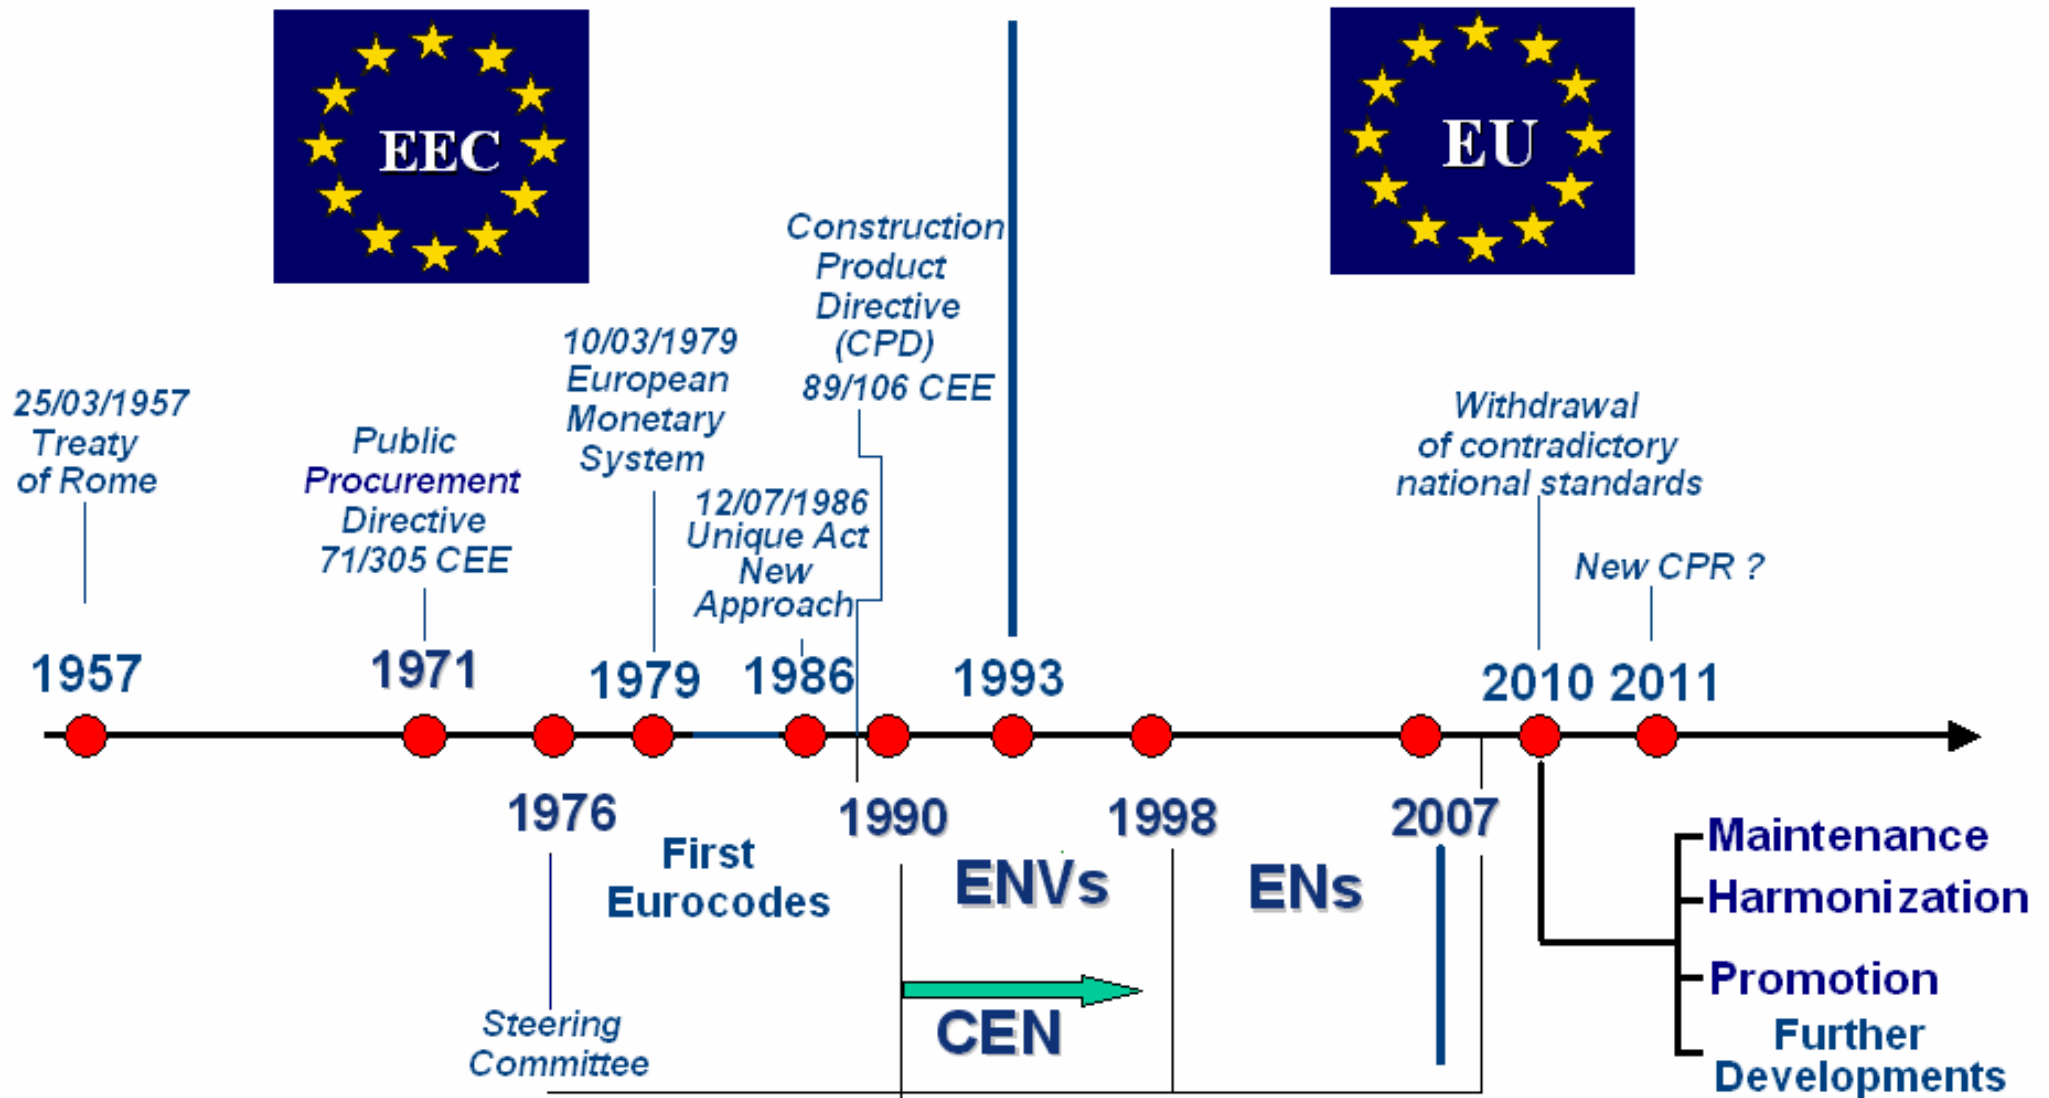 EEC
EU
Construction
Product
Directive
(CPD)
89/106 CEE
10/03/1979
European
Monetary
System
25/03/1957
Treaty
of Rome
Public
Procurement
Directive
71/305 CEE
12/07/1986
Unique Act
New
Approach
Withdrawal
of contradictory
national standards
New CPR ?
1957
1971
1979
1986
1993
2010
2011
1976
1990
1998
2007
First
Eurocodes
ENVs
ENs
CEN
Steering
Committee
Maintenance
Harmonization
Promotion
Further
Developments